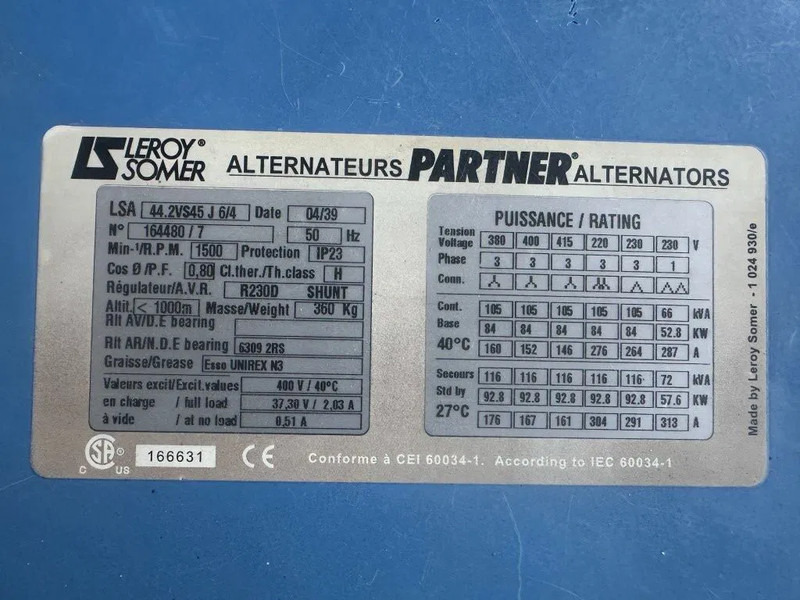 LEROY® SOMER ALTERNATEURS PARTNER® ALTERNATORS
LSA 44.2VS45 J 6/4 Date 04/39
N° 164480 / 7 50 Hz
Min-¹/R.P.M. 1500 Protection IP23
Cos Ø /P.F. 0,80 Cl.ther./Th.class H
Régulateur/A.V.R. R230D SHUNT
Altit. < 1000m Masse/Weight 360 Kg
Rlt AV/D.E bearing
Rlt AR/N.D.E bearing 6309 2RS
Graisse/Grease Esso UNIREX N3
Valeurs excit/Excit.values 400 V / 40°C
en charge / full load 37,30 V / 2,03 A
à vide / at no load 0,51 A
PUISSANCE / RATING
Tension
Voltage 380 400 415 220 230 230 V
Phase 3 3 3 3 3 1
Conn.
Cont. 105 105 105 105 105 66 kVA
Base 84 84 84 84 84 52.8 KW
40°C 160 152 146 276 264 287 A
Secours 116 116 116 116 116 72 kVA
Std by 92.8 92.8 92.8 92.8 92.8 57.6 KW
27°C 176 167 161 304 291 313 A
Made by Leroy Somer - 1 024 930/e
C SA® US 166631 CE Conforme à CEI 60034-1. According to IEC 60034-1